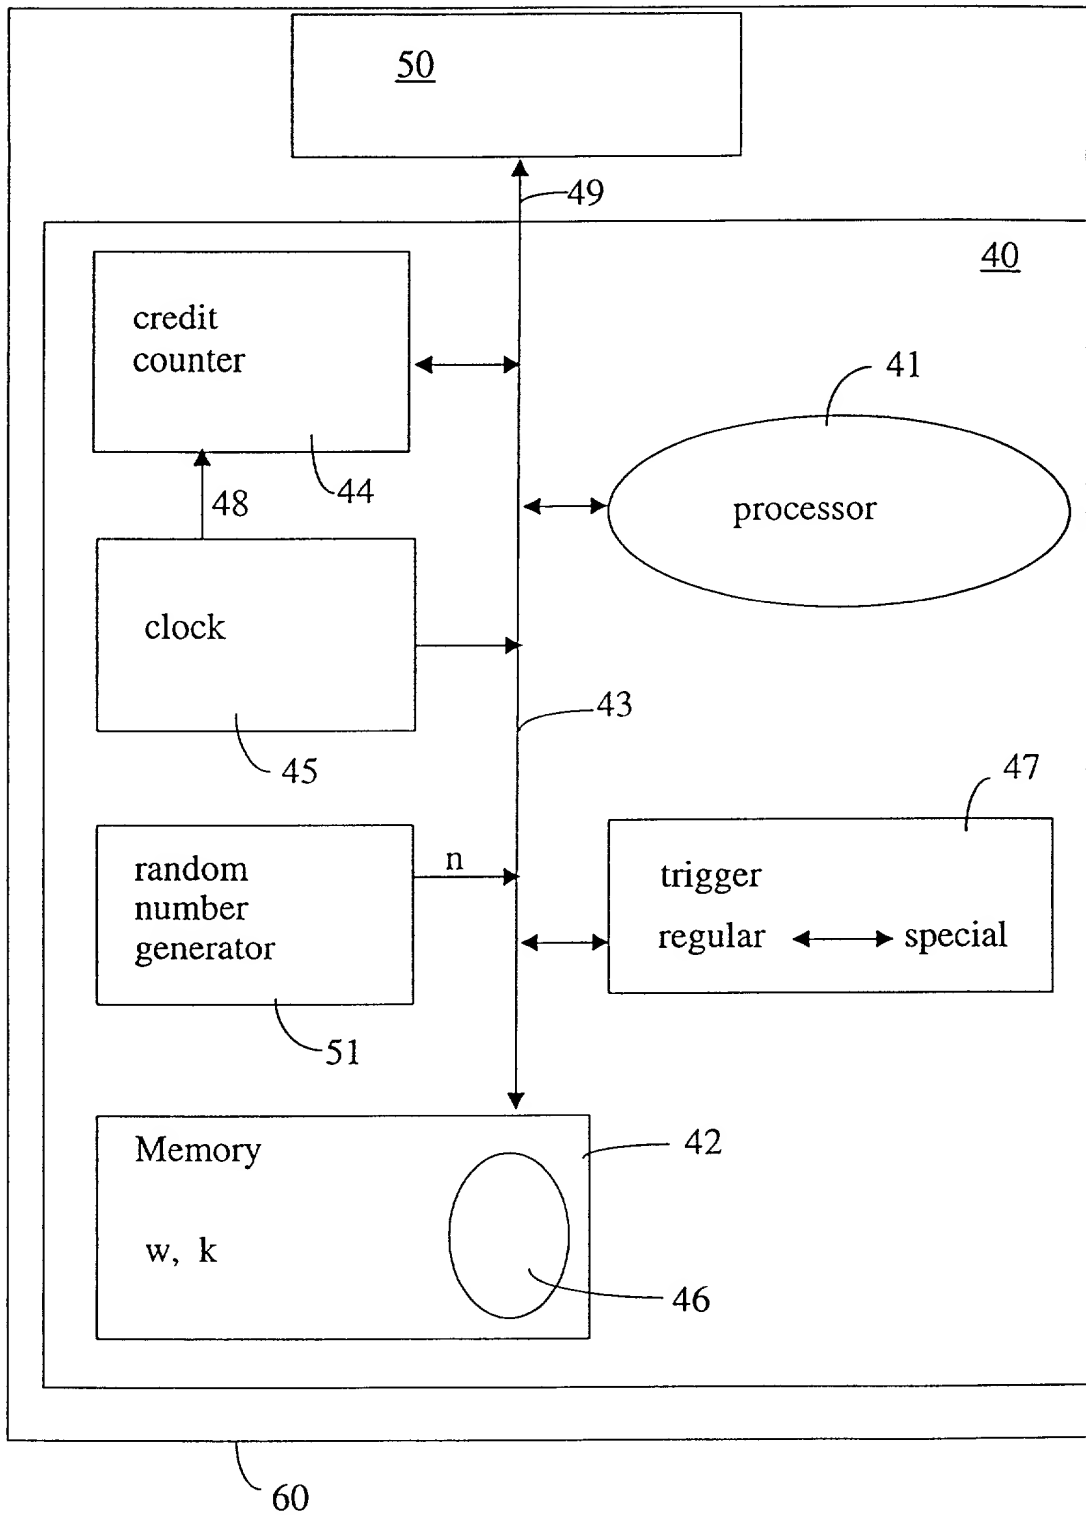 50
49
40
credit
counter
41
44
48
processor
clock
43
45
47
random
number
generator
n
trigger
regular special
51
Memory
42
w, k
46
60